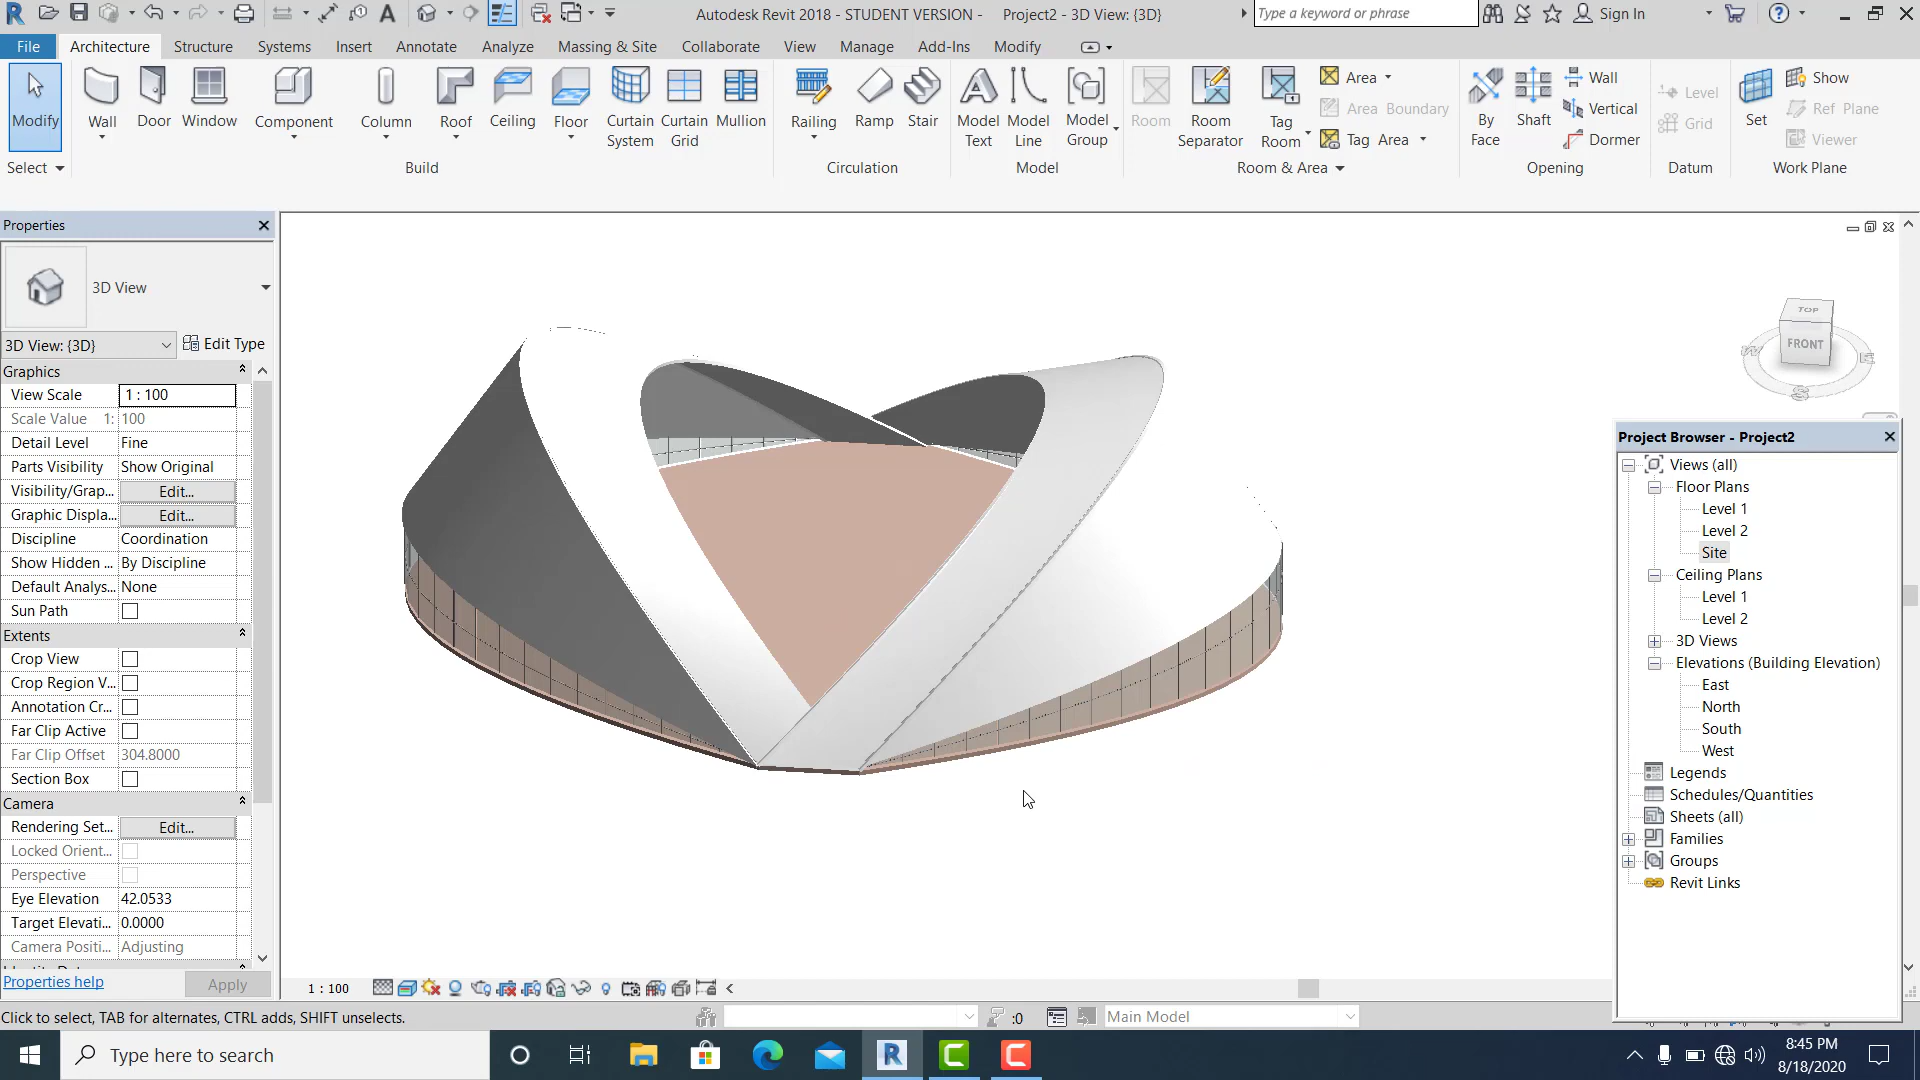 Autodesk Revit 2018 - STUDENT VERSION - Project2 - 3D View: {3D}
Type a keyword or phrase
Sign In
File Architecture Structure Systems Insert Annotate Analyze Massing & Site Collaborate View Manage Add-Ins Modify
Modify
Wall
Door
Window
Component
Column
Roof
Ceiling
Floor
Curtain System
Curtain Grid
Mullion
Railing
Ramp
Stair
Model Text
Model Line
Model Group
Room
Room Separator
Tag Room
Area
Area Boundary
Tag Area
By Face
Shaft
Wall
Vertical
Dormer
Level
Grid
Set
Show
Ref Plane
Viewer
Select Build Circulation Model Room & Area Opening Datum Work Plane
Properties
3D View
3D View: {3D} Edit Type
Graphics
View Scale 1 : 100
Scale Value 1: 100
Detail Level Fine
Parts Visibility Show Original
Visibility/Grap... Edit...
Graphic Displa... Edit...
Discipline Coordination
Show Hidden ... By Discipline
Default Analys... None
Sun Path
Extents
Crop View
Crop Region V...
Annotation Cr...
Far Clip Active
Far Clip Offset 304.8000
Section Box
Camera
Rendering Set... Edit...
Locked Orient...
Perspective
Eye Elevation 42.0533
Target Elevati... 0.0000
Camera Positi... Adjusting
Properties help Apply
TOP
FRONT
W
E
S
Project Browser - Project2
Views (all)
Floor Plans
Level 1
Level 2
Site
Ceiling Plans
Level 1
Level 2
3D Views
Elevations (Building Elevation)
East
North
South
West
Legends
Schedules/Quantities
Sheets (all)
Families
Groups
Revit Links
1 : 100
Click to select, TAB for alternates, CTRL adds, SHIFT unselects.
:0
Main Model
Type here to search
8:45 PM
8/18/2020